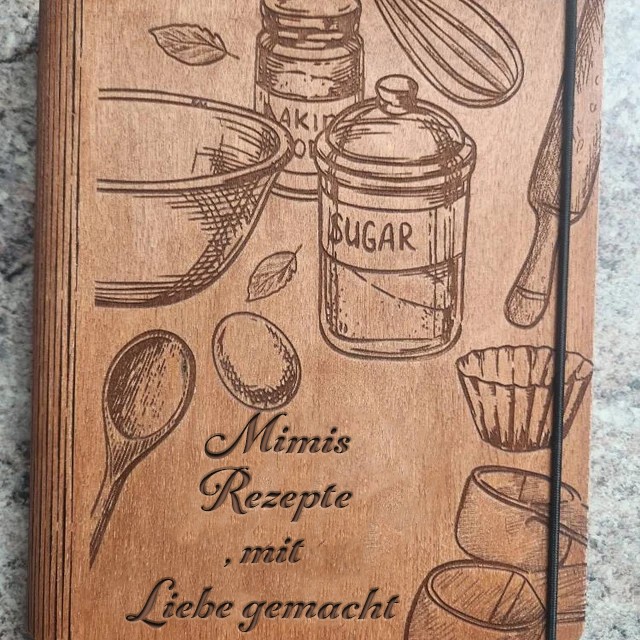 SUGAR
Mimis
Rezepte
, mit
Liebe gemacht